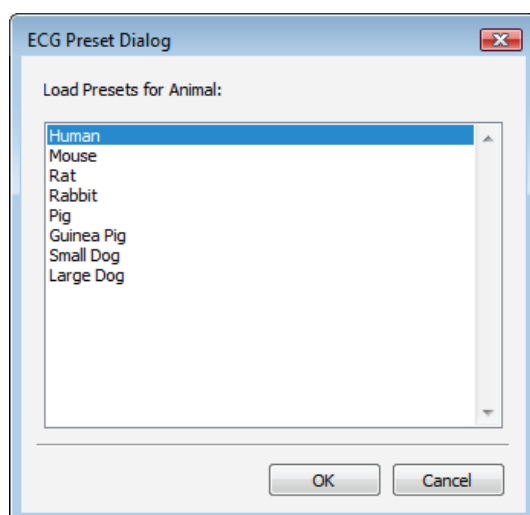 ECG Preset Dialog
Load Presets for Animal:
Human
Mouse
Rat
Rabbit
Pig
Guinea Pig
Small Dog
Large Dog
OK Cancel